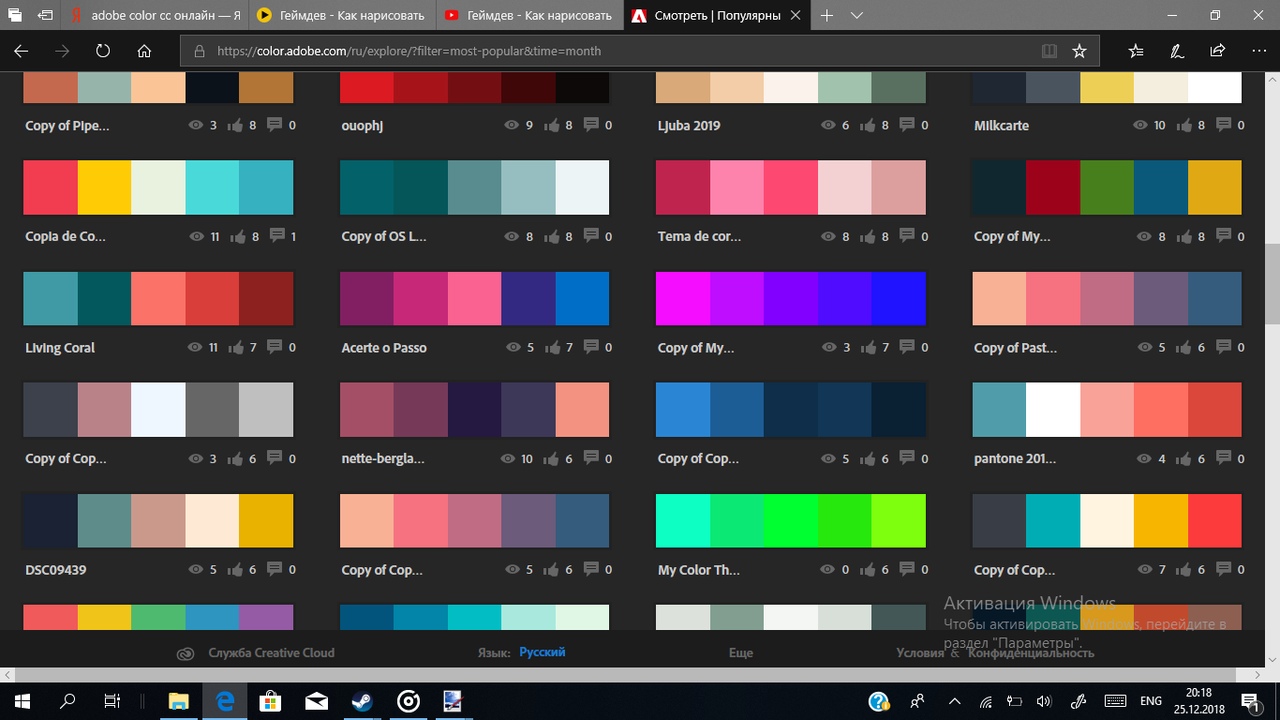 adobe color cc онлайн — Я
Геймдев - Как нарисовать
Геймдев - Как нарисовать
Смотреть | Популярны
https://color.adobe.com/ru/explore/?filter=most-popular&time=month
Copy of Pipe... 3 8 0
ouophj 9 8 0
Ljuba 2019 6 8 0
Milkcarte 10 8 0
Copia de Co... 11 8 1
Copy of OS L... 8 8 0
Tema de cor... 8 8 0
Copy of My... 8 8 0
Living Coral 11 7 0
Acerte o Passo 5 7 0
Copy of My... 3 7 0
Copy of Past... 5 6 0
Copy of Cop... 3 6 0
nette-bergla... 10 6 0
Copy of Cop... 5 6 0
pantone 201... 4 6 0
DSC09439 5 6 0
Copy of Cop... 5 6 0
My Color Th... 0 6 0
Copy of Cop... 7 6 0
Активация Windows
Чтобы активировать Windows, перейдите в
раздел "Параметры".
Служба Creative Cloud
Язык: Русский
Еще
Условия & Конфиденциальность
ENG
20:18
25.12.2018
1